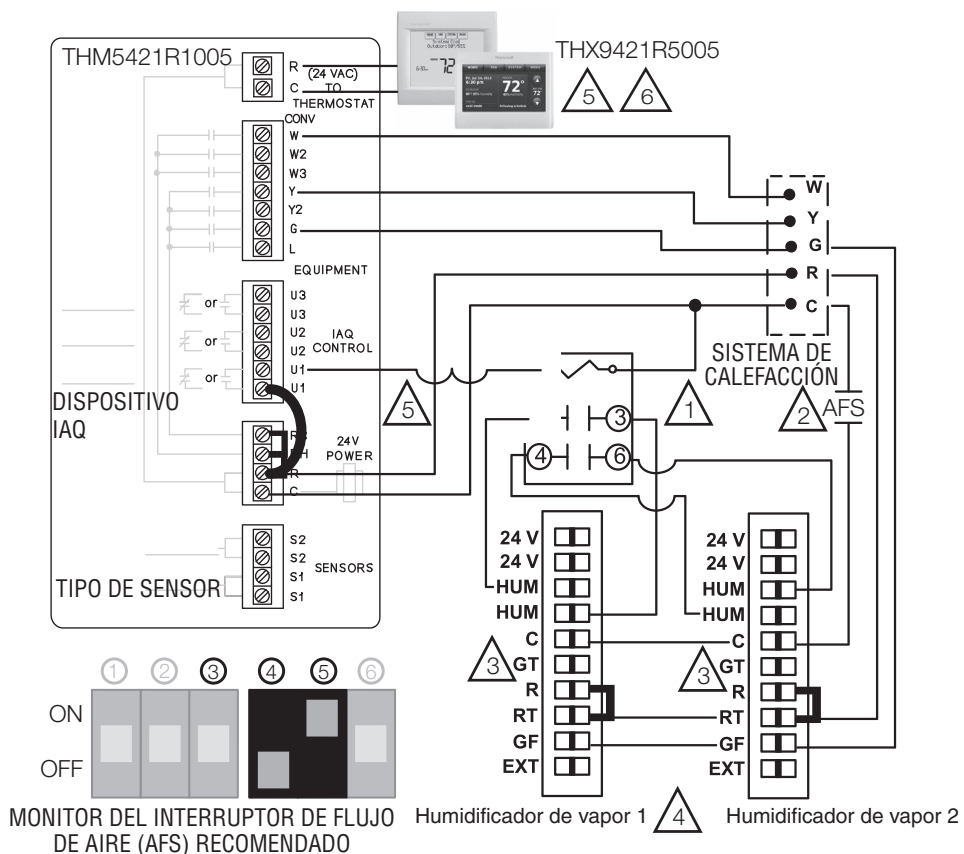 THM5421R1005
THX9421R5005
R
(24 VAC)
C
TO
THERMOSTAT
72
72°
72°
5
6
CONV
W
W2
W3
Y
Y2
G
L
EQUIPMENT
W
Y
G
R
C
SISTEMA DE
CALEFACCIÓN
or
U3
U3
or
U2
U2
or
U1
U1
IAQ
CONTROL
DISPOSITIVO
IAQ
5
1
2
AFS
3
4
6
R
C
24V
POWER
S2
S2
S1
S1
SENSORS
TIPO DE SENSOR
24 V
24 V
HUM
HUM
C
GT
R
RT
GF
EXT
3
24 V
24 V
HUM
HUM
C
GT
R
RT
GF
EXT
3
1 2 3 4 5 6
ON
OFF
MONITOR DEL INTERRUPTOR DE FLUJO
DE AIRE (AFS) RECOMENDADO
Humidificador de vapor 1
4
Humidificador de vapor 2